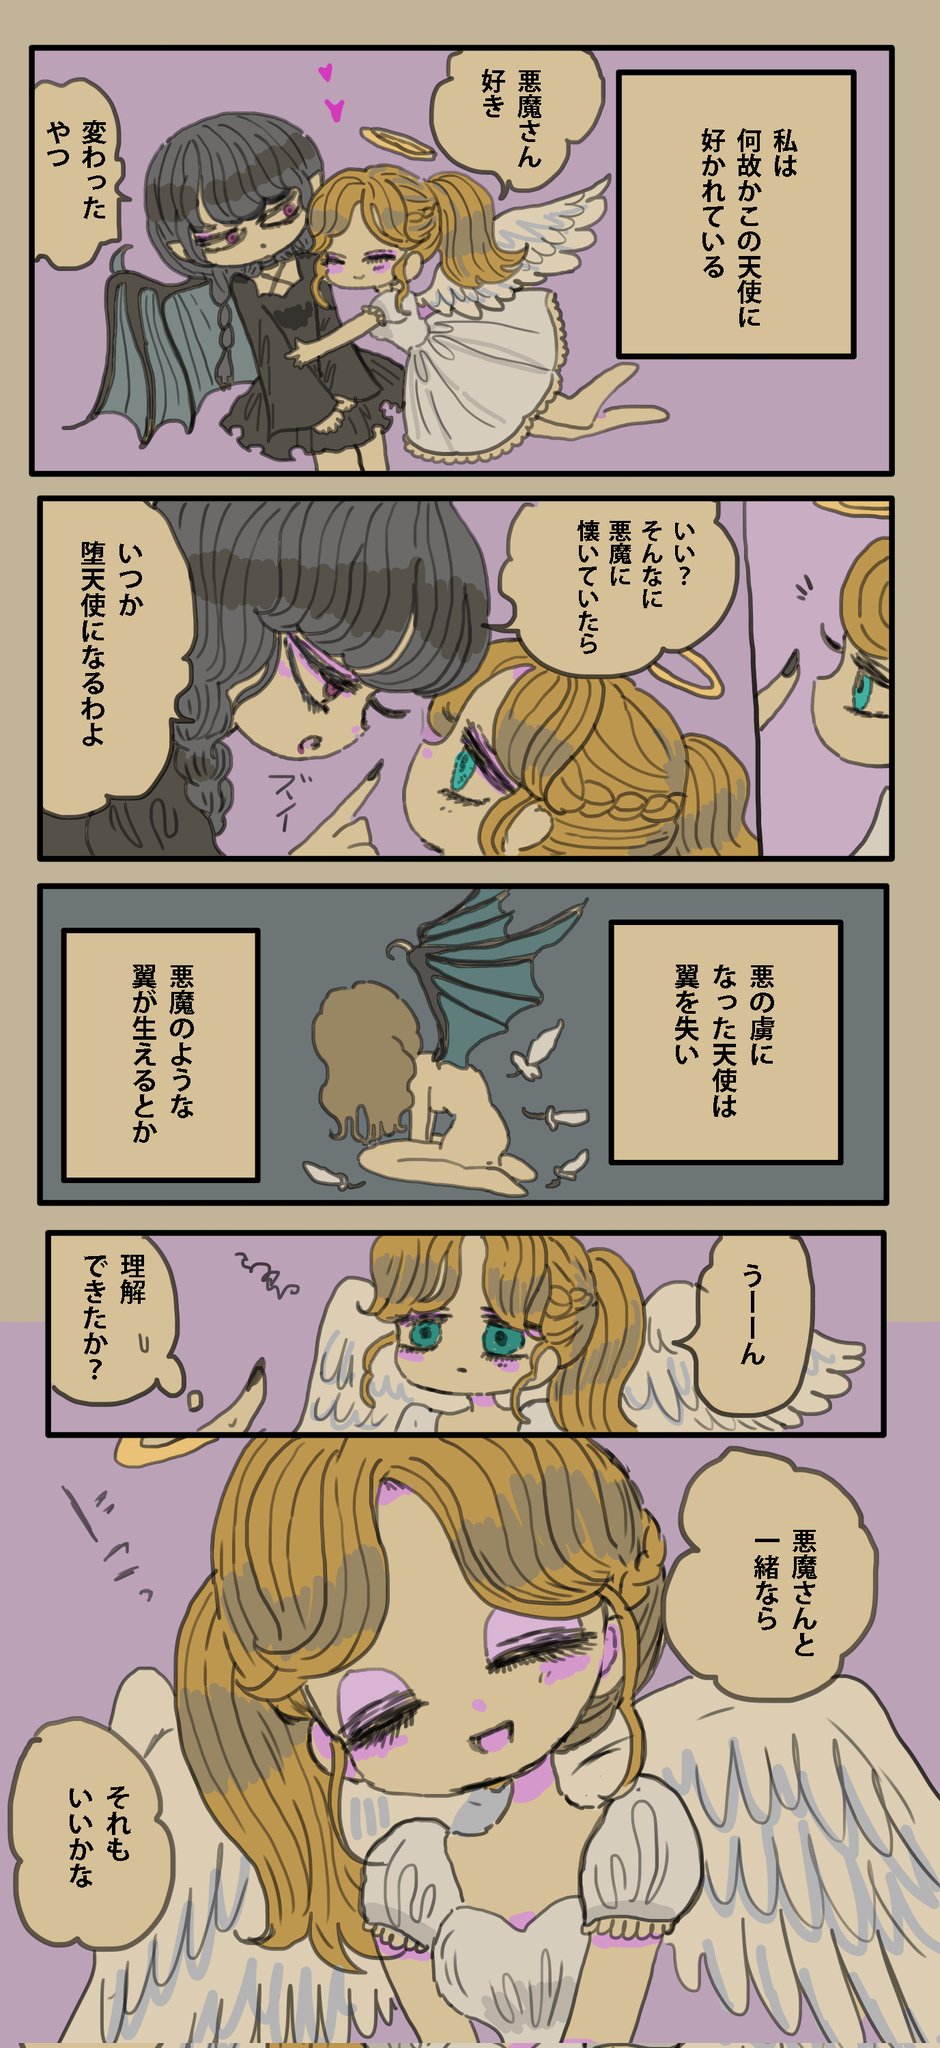 私は
何故かこの天使に
好かれている
悪魔さん
好き
変わった
やつ
いい？
そんなに
悪魔に
懐いていたら
ズイー
いつか
堕天使になるわよ
悪の虜に
なった天使は
翼を失い
悪魔のような
翼が生えるとか
うーーん
理解
できたか？
悪魔さんと
一緒なら
それも
いいかな